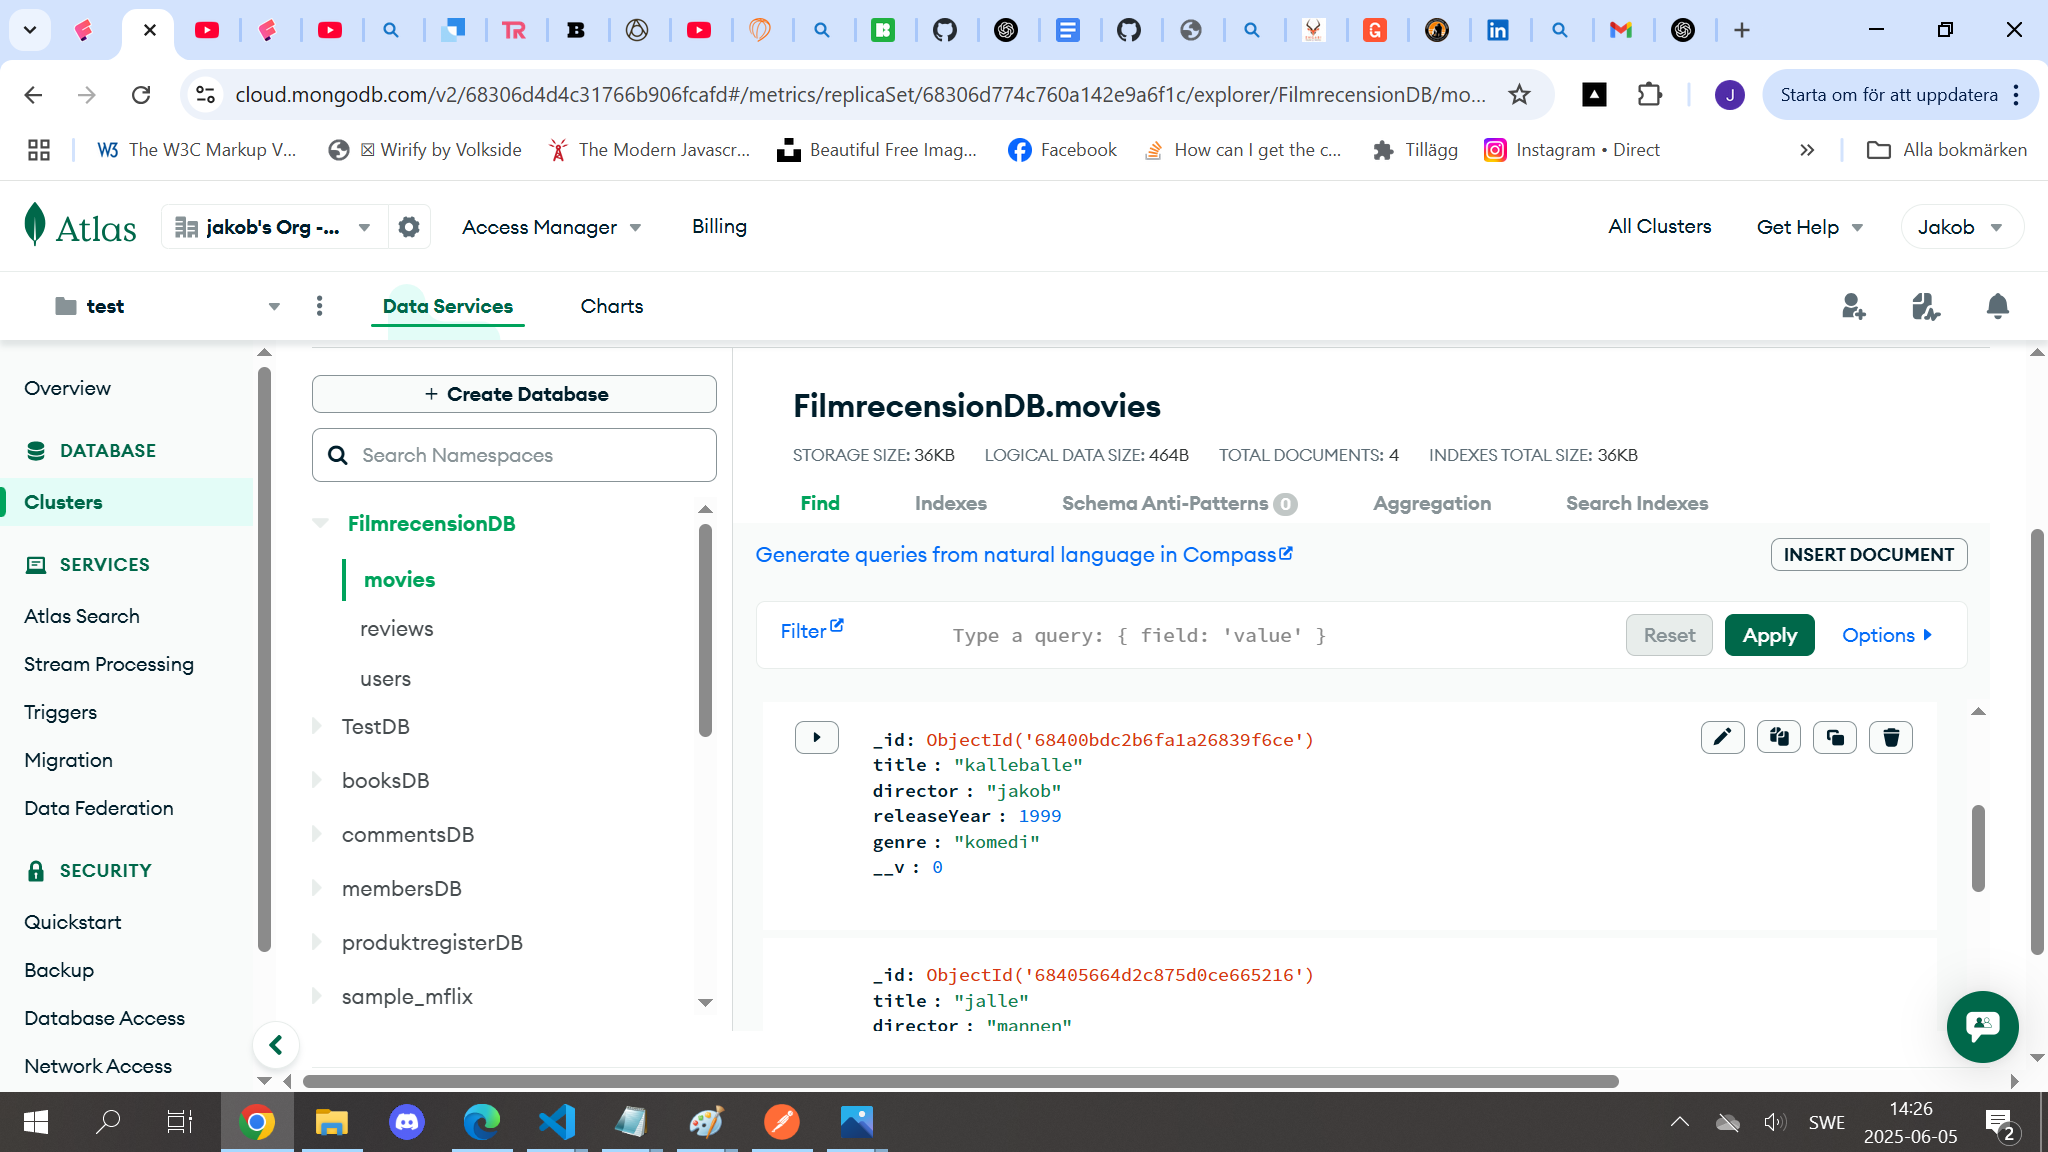 cloud.mongodb.com/v2/68306d4d4c31766b906fcafd#/metrics/replicaSet/68306d774c760a142e9a6f1c/explorer/FilmrecensionDB/mo...
J
Starta om för att uppdatera
The W3C Markup V...
Wirify by Volkside
The Modern Javascr...
Beautiful Free Imag...
Facebook
How can I get the c...
Tillägg
Instagram • Direct
Alla bokmärken
Atlas
jakob's Org -...
Access Manager
Billing
All Clusters
Get Help
Jakob
test
Data Services
Charts
Overview
DATABASE
Clusters
SERVICES
Atlas Search
Stream Processing
Triggers
Migration
Data Federation
SECURITY
Quickstart
Backup
Database Access
Network Access
+ Create Database
Search Namespaces
FilmrecensionDB
movies
reviews
users
TestDB
booksDB
commentsDB
membersDB
produktregisterDB
sample_mflix
FilmrecensionDB.movies
STORAGE SIZE: 36KB LOGICAL DATA SIZE: 464B TOTAL DOCUMENTS: 4 INDEXES TOTAL SIZE: 36KB
Find Indexes Schema Anti-Patterns 0 Aggregation Search Indexes
Generate queries from natural language in Compass
INSERT DOCUMENT
Filter
Type a query: { field: 'value' }
Reset
Apply
Options
_id: ObjectId('68400bdc2b6fa1a26839f6ce')
title : "kalleballe"
director : "jakob"
releaseYear : 1999
genre : "komedi"
__v : 0
_id: ObjectId('68405664d2c875d0ce665216')
title : "jalle"
director : "mannen"
SWE
14:26
2025-06-05
2